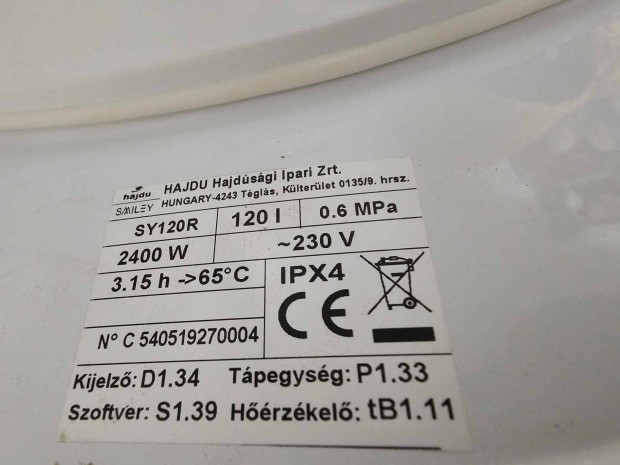 hajdu HAJDU Hajdúsági Ipari Zrt.
SMILEY HUNGARY-4243 Téglás, Külterület 0135/9. hrsz.
SY120R 120 l 0.6 MPa
2400 W ~230 V
3.15 h ->65°C IPX4
CE
N° C 540519270004
Kijelző: D1.34 Tápegység: P1.33
Szoftver: S1.39 Hőérzékelő: tB1.11